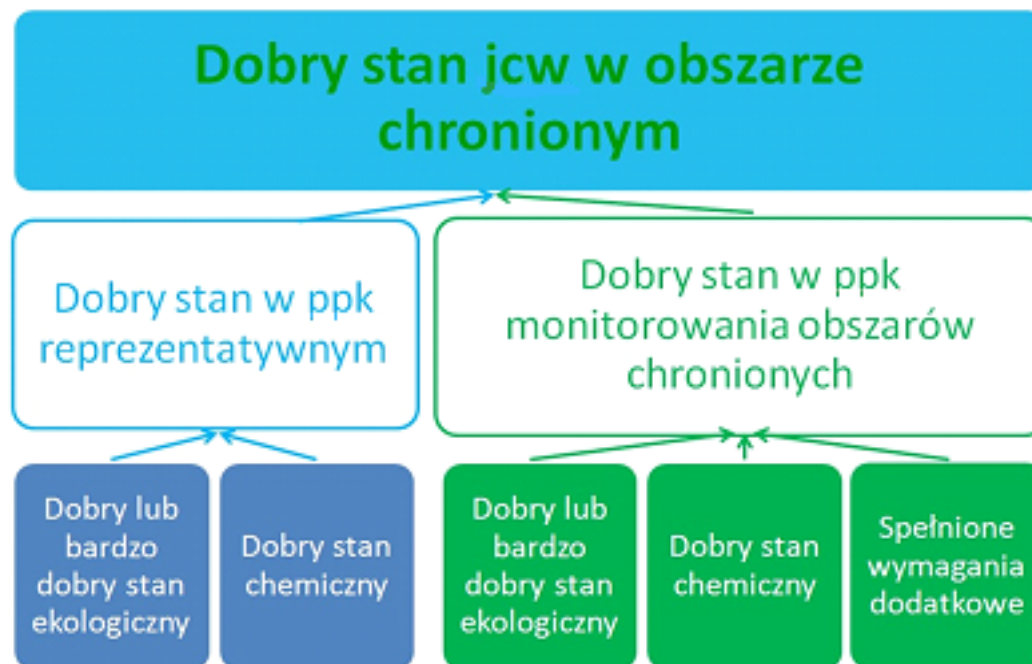 Dobry stan jcw w obszarze
chronionym
Dobry stan w ppk
reprezentatywnym
Dobry stan w ppk
monitorowania obszarów
chronionych
Dobry lub
bardzo
dobry stan
ekologiczny
Dobry stan
chemiczny
Dobry lub
bardzo
dobry stan
ekologiczny
Dobry stan
chemiczny
Spełnione
wymagania
dodatkowe